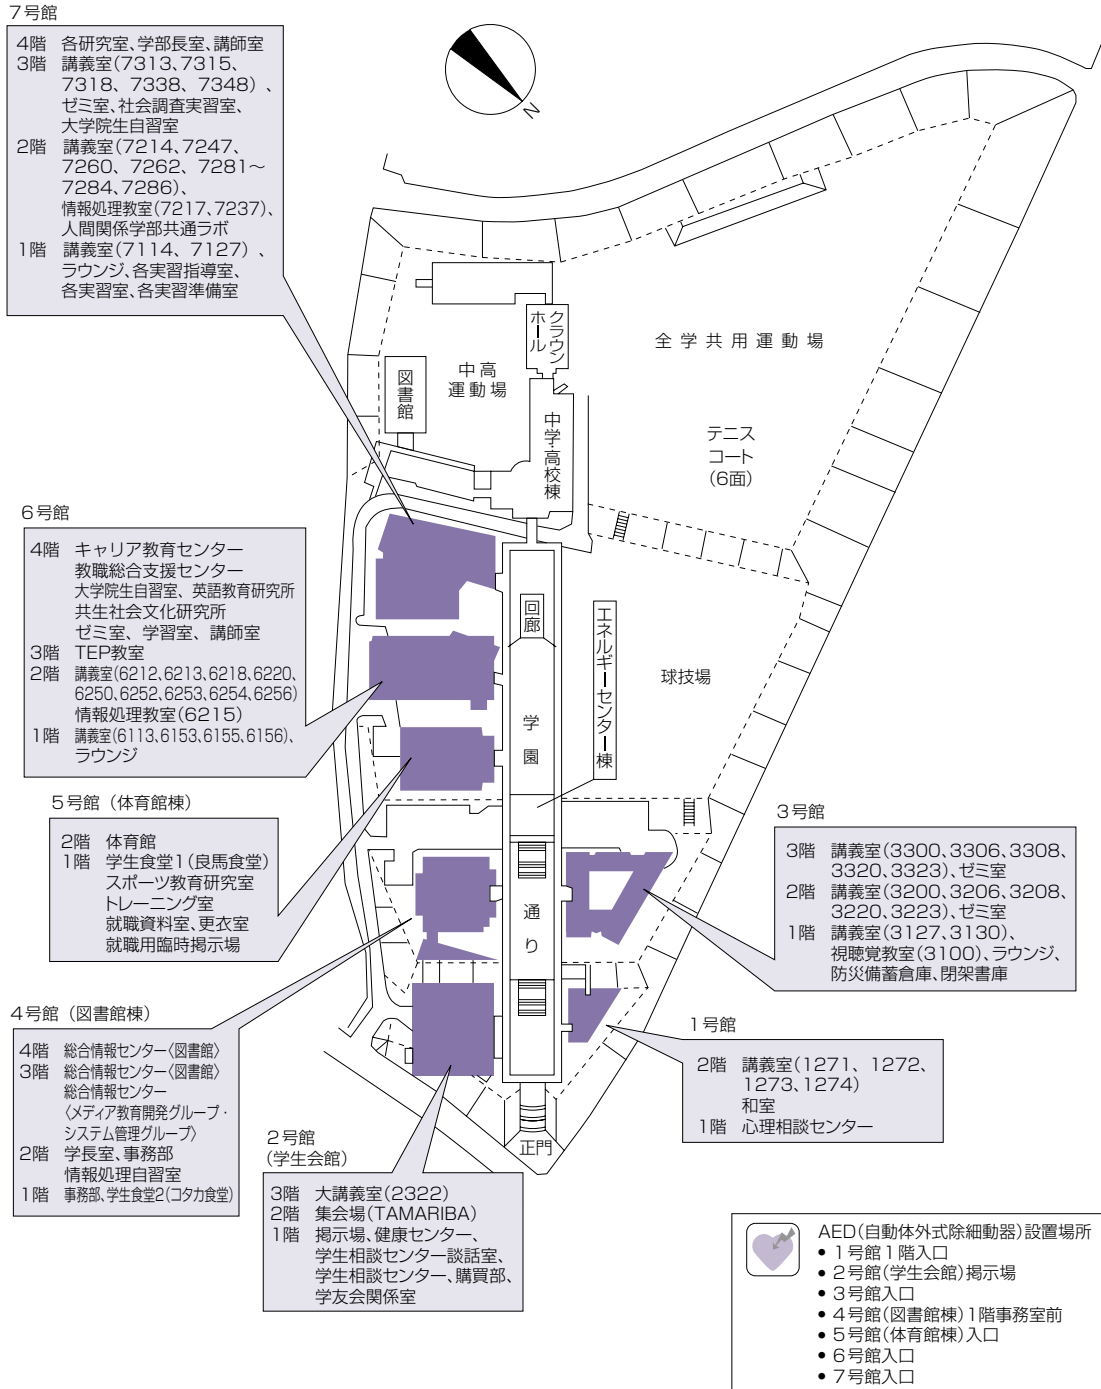 7号館
4階 各研究室、学部長室、講師室
3階 講義室(7313、7315、
7318、7338、7348)、
ゼミ室、社会調査実習室、
大学院生自習室
2階 講義室(7214、7247、
7260、7262、7281～
7284、7286)、
情報処理教室(7217、7237)、
人間関係学部共通ラボ
1階 講義室(7114、7127)、
ラウンジ、各実習指導室、
各実習室、各実習準備室
N
クラウン
ホール
全学共用運動場
中高
運動場
図書館
中学・高校棟
テニス
コート
(6面)
6号館
4階 キャリア教育センター
教職総合支援センター
大学院生自習室、英語教育研究所
共生社会文化研究所
ゼミ室、学習室、講師室
3階 TEP教室
2階 講義室(6212、6213、6218、6220、
6250、6252、6253、6254、6256)
情報処理教室(6215)
1階 講義室(6113、6153、6155、6156)、
ラウンジ
回廊
エネルギーセンター棟
球技場
学園
通り
5号館（体育館棟）
2階 体育館
1階 学生食堂1(良馬食堂)
スポーツ教育研究室
トレーニング室
就職資料室、更衣室
就職用臨時掲示場
3号館
3階 講義室(3300、3306、3308、
3320、3323)、ゼミ室
2階 講義室(3200、3206、3208、
3220、3223)、ゼミ室
1階 講義室(3127、3130)、
視聴覚教室(3100)、ラウンジ、
防災備蓄倉庫、閉架書庫
4号館（図書館棟）
4階 総合情報センター〈図書館〉
3階 総合情報センター〈図書館〉
総合情報センター
〈メディア教育開発グループ・
システム管理グループ〉
2階 学長室、事務部
情報処理自習室
1階 事務部、学生食堂2(コタカ食堂)
1号館
2階 講義室(1271、1272、
1273、1274)
和室
1階 心理相談センター
正門
2号館
(学生会館)
3階 大講義室(2322)
2階 集会場(TAMARIBA)
1階 掲示場、健康センター、
学生相談センター談話室、
学生相談センター、購買部、
学友会関係室
AED(自動体外式除細動器)設置場所
• 1号館1階入口
• 2号館(学生会館)掲示場
• 3号館入口
• 4号館(図書館棟)1階事務室前
• 5号館(体育館棟)入口
• 6号館入口
• 7号館入口